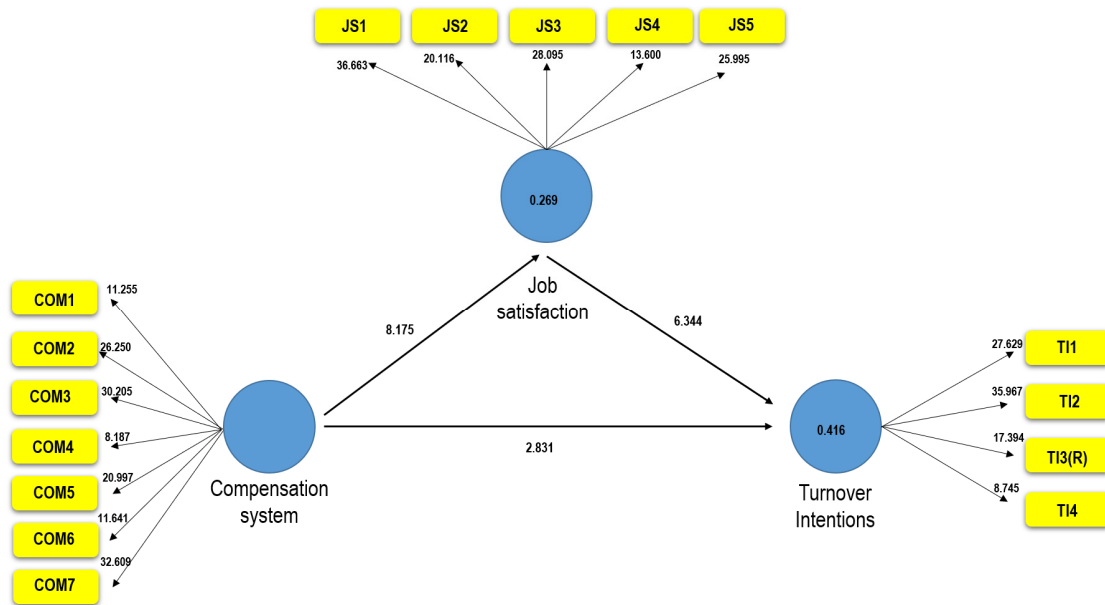 JS1
JS2
JS3
JS4
JS5
36.663
20.116
28.095
13.600
25.995
0.269
Job
satisfaction
8.175
6.344
COM1
11.255
COM2
26.250
COM3
30.205
COM4
8.187
COM5
20.997
COM6
11.641
COM7
32.609
Compensation
system
2.831
0.416
Turnover
Intentions
27.629
TI1
35.967
TI2
17.394
TI3(R)
8.745
TI4